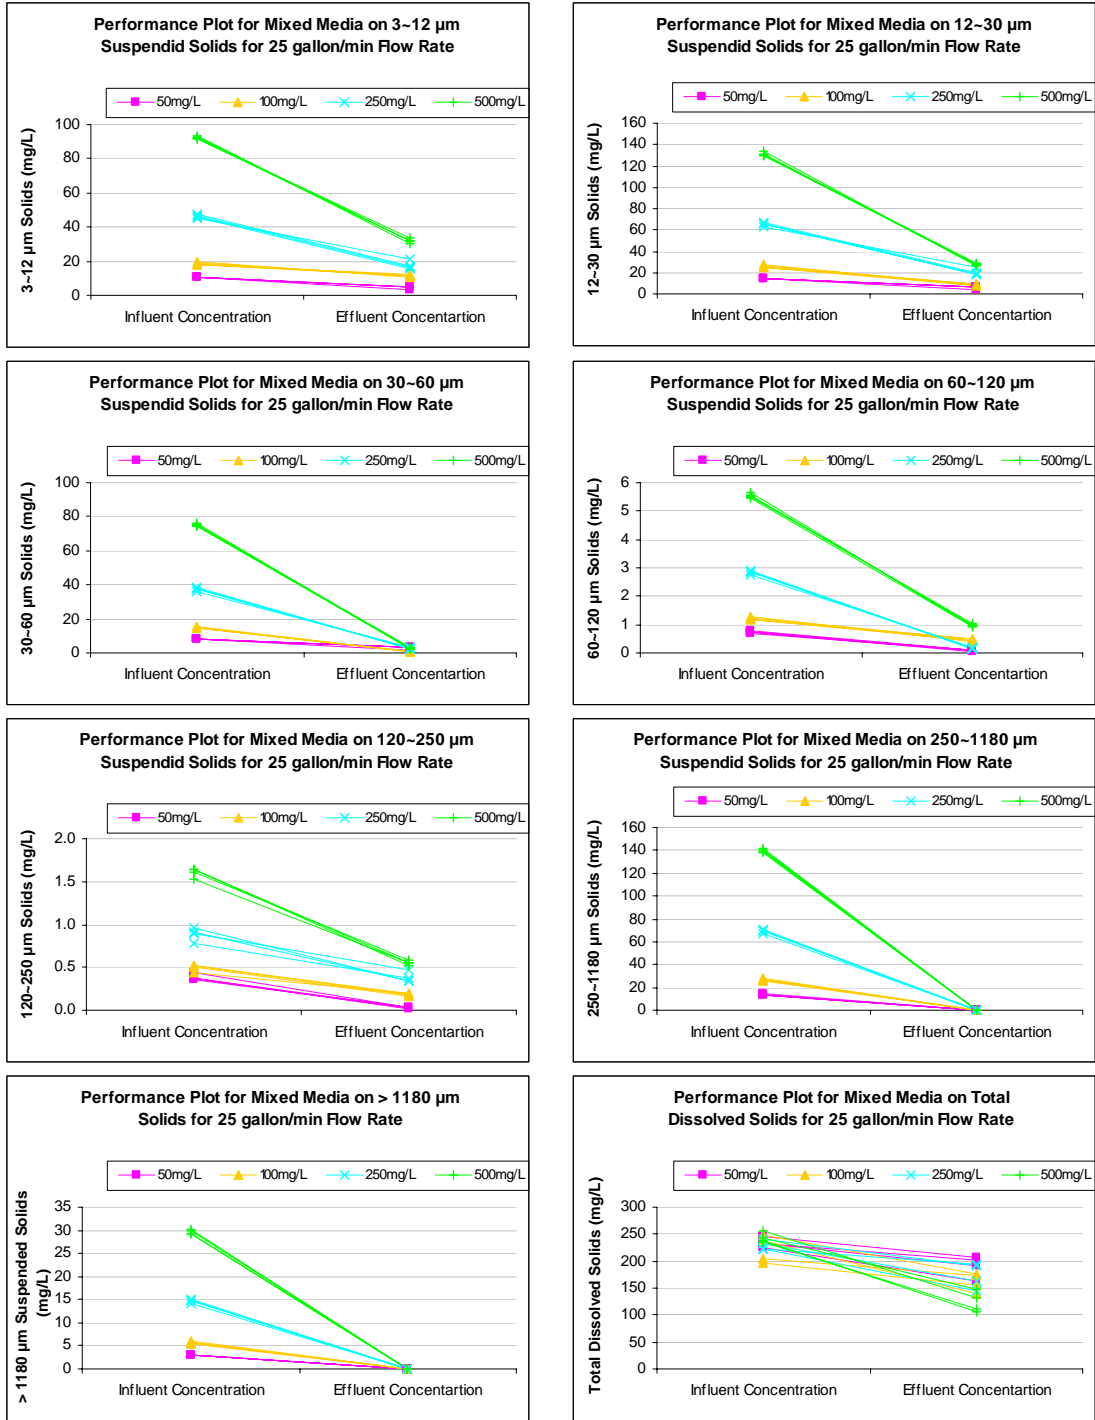 Performance Plot for Mixed Media on 3~12 µm
Suspendid Solids for 25 gallon/min Flow Rate
50mg/L 100mg/L 250mg/L 500mg/L
3~12 µm Solids (mg/L)
100
80
60
40
20
0
Influent Concentration Effluent Concentartion
Performance Plot for Mixed Media on 12~30 µm
Suspendid Solids for 25 gallon/min Flow Rate
50mg/L 100mg/L 250mg/L 500mg/L
12~30 µm Solids (mg/L)
160
140
120
100
80
60
40
20
0
Influent Concentration Effluent Concentartion
Performance Plot for Mixed Media on 30~60 µm
Suspendid Solids for 25 gallon/min Flow Rate
50mg/L 100mg/L 250mg/L 500mg/L
30~60 µm Solids (mg/L)
100
80
60
40
20
0
Influent Concentration Effluent Concentartion
Performance Plot for Mixed Media on 60~120 µm
Suspendid Solids for 25 gallon/min Flow Rate
50mg/L 100mg/L 250mg/L 500mg/L
60~120 µm Solids (mg/L)
6
5
4
3
2
1
0
Influent Concentration Effluent Concentartion
Performance Plot for Mixed Media on 120~250 µm
Suspendid Solids for 25 gallon/min Flow Rate
50mg/L 100mg/L 250mg/L 500mg/L
120~250 µm Solids (mg/L)
2.0
1.5
1.0
0.5
0.0
Influent Concentration Effluent Concentartion
Performance Plot for Mixed Media on 250~1180 µm
Suspendid Solids for 25 gallon/min Flow Rate
50mg/L 100mg/L 250mg/L 500mg/L
250~1180 µm Solids (mg/L)
160
140
120
100
80
60
40
20
0
Influent Concentration Effluent Concentartion
Performance Plot for Mixed Media on > 1180 µm
Solids for 25 gallon/min Flow Rate
50mg/L 100mg/L 250mg/L 500mg/L
> 1180 µm Suspended Solids
(mg/L)
35
30
25
20
15
10
5
0
Influent Concentration Effluent Concentartion
Performance Plot for Mixed Media on Total
Dissolved Solids for 25 gallon/min Flow Rate
50mg/L 100mg/L 250mg/L 500mg/L
Total Dissolved Solids (mg/L)
300
250
200
150
100
50
0
Influent Concentration Effluent Concentartion